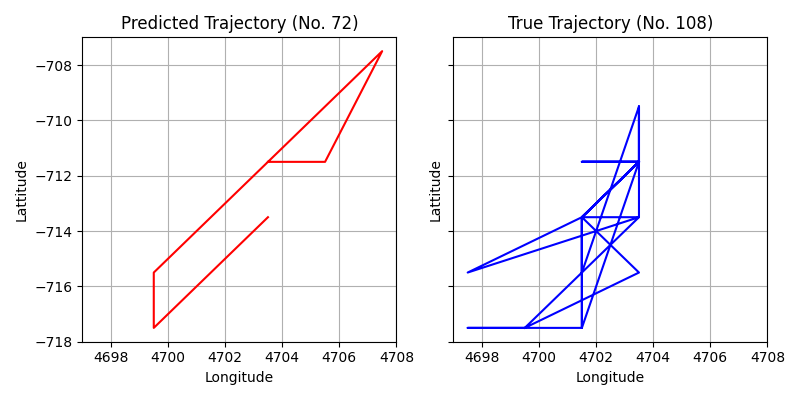 Predicted Trajectory (No. 72)
True Trajectory (No. 108)
−708
−710
−712
−714
−716
−718
Lattitude
Lattitude
4698 4700 4702 4704 4706 4708
4698 4700 4702 4704 4706 4708
Longitude
Longitude